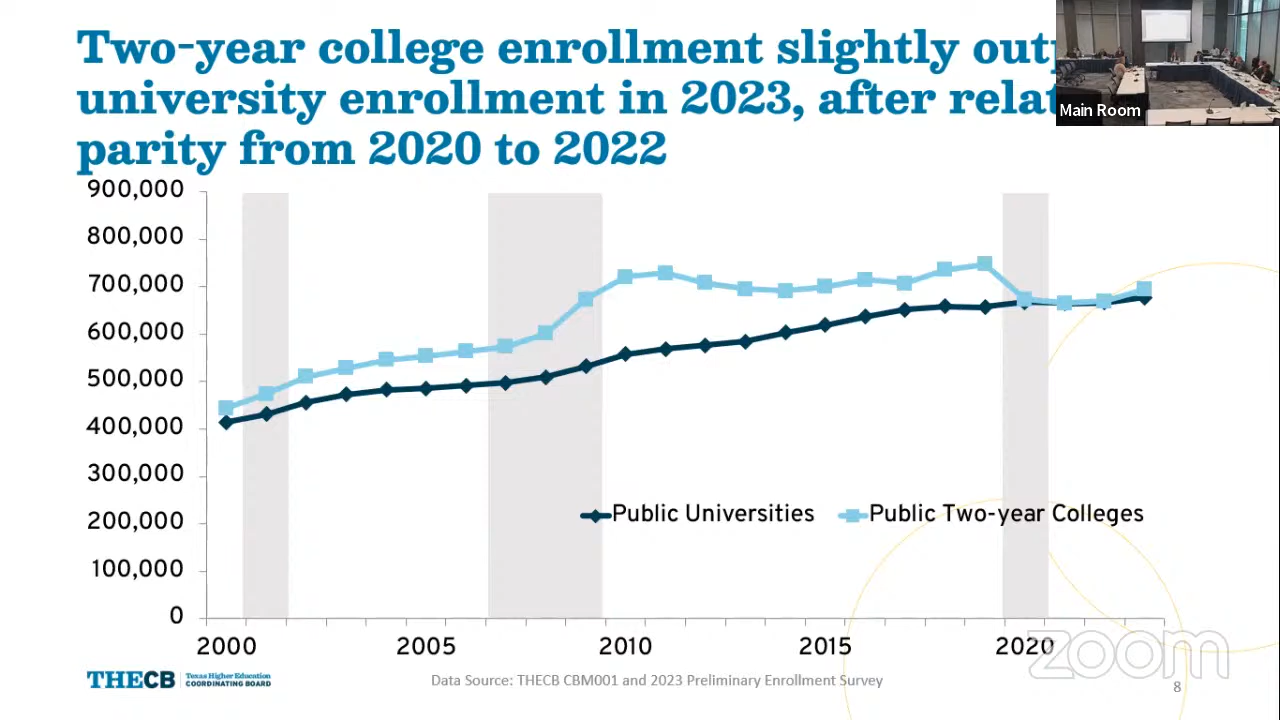 Two-year college enrollment slightly
university enrollment in 2023, after
parity from 2020 to 2022
Main Room
900,000
800,000
700,000
600,000
500,000
400,000
300,000
200,000
100,000
0
Public Universities
Public Two-year Colleges
2000
2005
2010
2015
2020
zoom
THECB
Texas Higher Education
COORDINATING BOARD
Data Source: THECB CBM001 and 2023 Preliminary Enrollment Survey
8